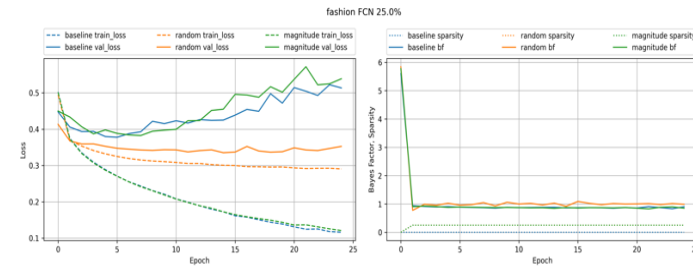 fashion FCN 25.0%
baseline train_loss random train_loss magnitude train_loss
baseline val_loss random val_loss magnitude val_loss
0.5
0.4
0.3
0.2
0.1
Loss
0 5 10 15 20 25
Epoch
baseline sparsity random sparsity magnitude sparsity
baseline bf random bf magnitude bf
6
5
4
3
2
1
0
Bayes Factor, Sparsity
0 5 10 15 20
Epoch